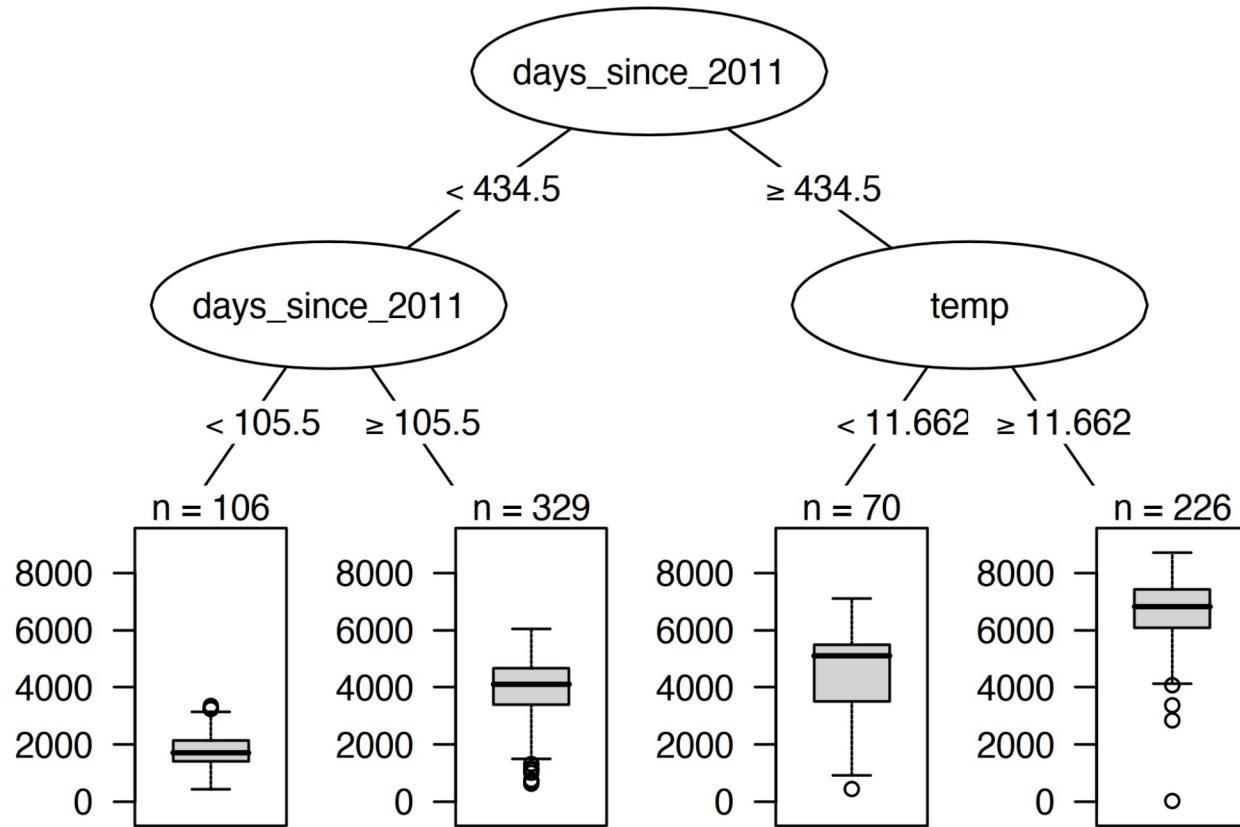 days_since_2011
< 434.5 ≥ 434.5
days_since_2011 temp
< 105.5 ≥ 105.5 < 11.662 ≥ 11.662
n = 106 n = 329 n = 70 n = 226
8000 8000 8000 8000
6000 6000 6000 6000
4000 4000 4000 4000
2000 2000 2000 2000
0 0 0 0